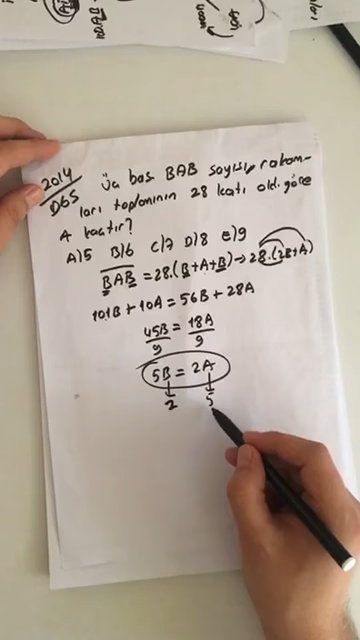 2014
DGS
Üç bas. BAB sayısı, rakam-
ları toplamının 28 katı old. göre
A kaçtır?
A)5 B)6 C)7 D)8 E)9
BAB = 28.(B+A+B) → 28.(2B+A)
101B + 10A = 56B + 28A
45B/9 = 18A/9
5B = 2A
2 5